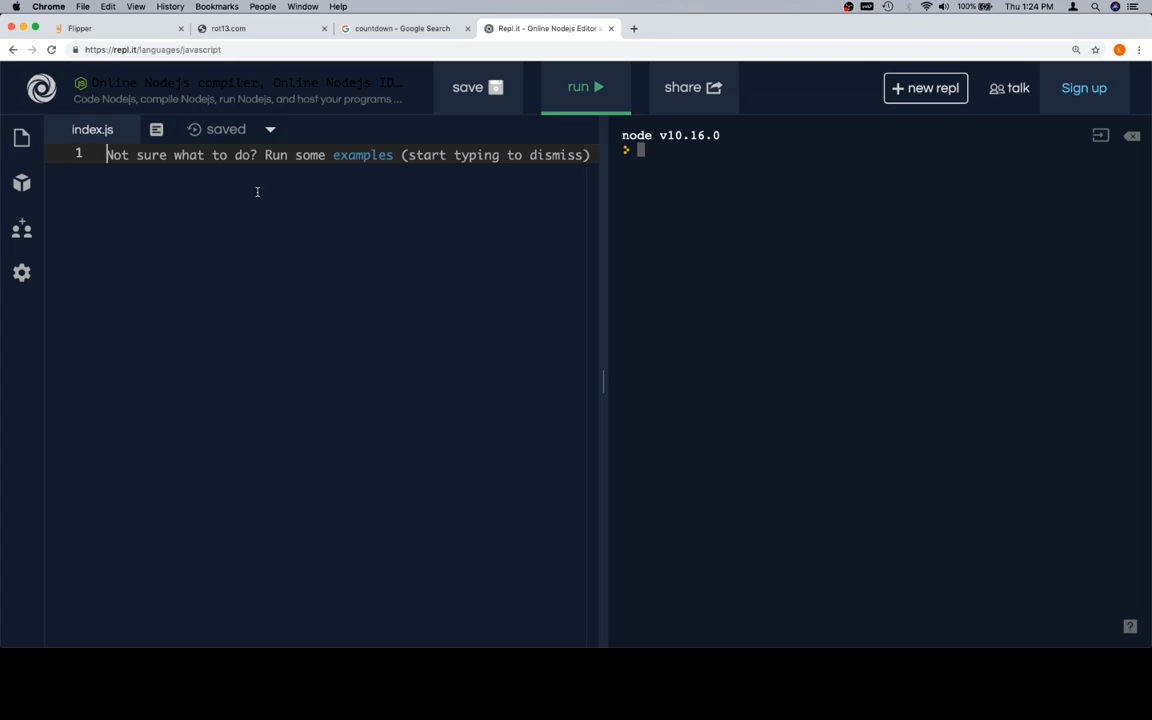 Chrome File Edit View History Bookmarks People Window Help 100% Thu 1:24 PM
Flipper rot13.com countdown - Google Search Repl.it - Online Nodejs Editor a
https://repl.it/languages/javascript
Online Nodejs compiler, Online Nodejs ID...
Code Nodejs, compile Nodejs, run Nodejs, and host your programs ...
save run share + new repl talk Sign up
index.js saved
node v10.16.0
1 Not sure what to do? Run some examples (start typing to dismiss)
?